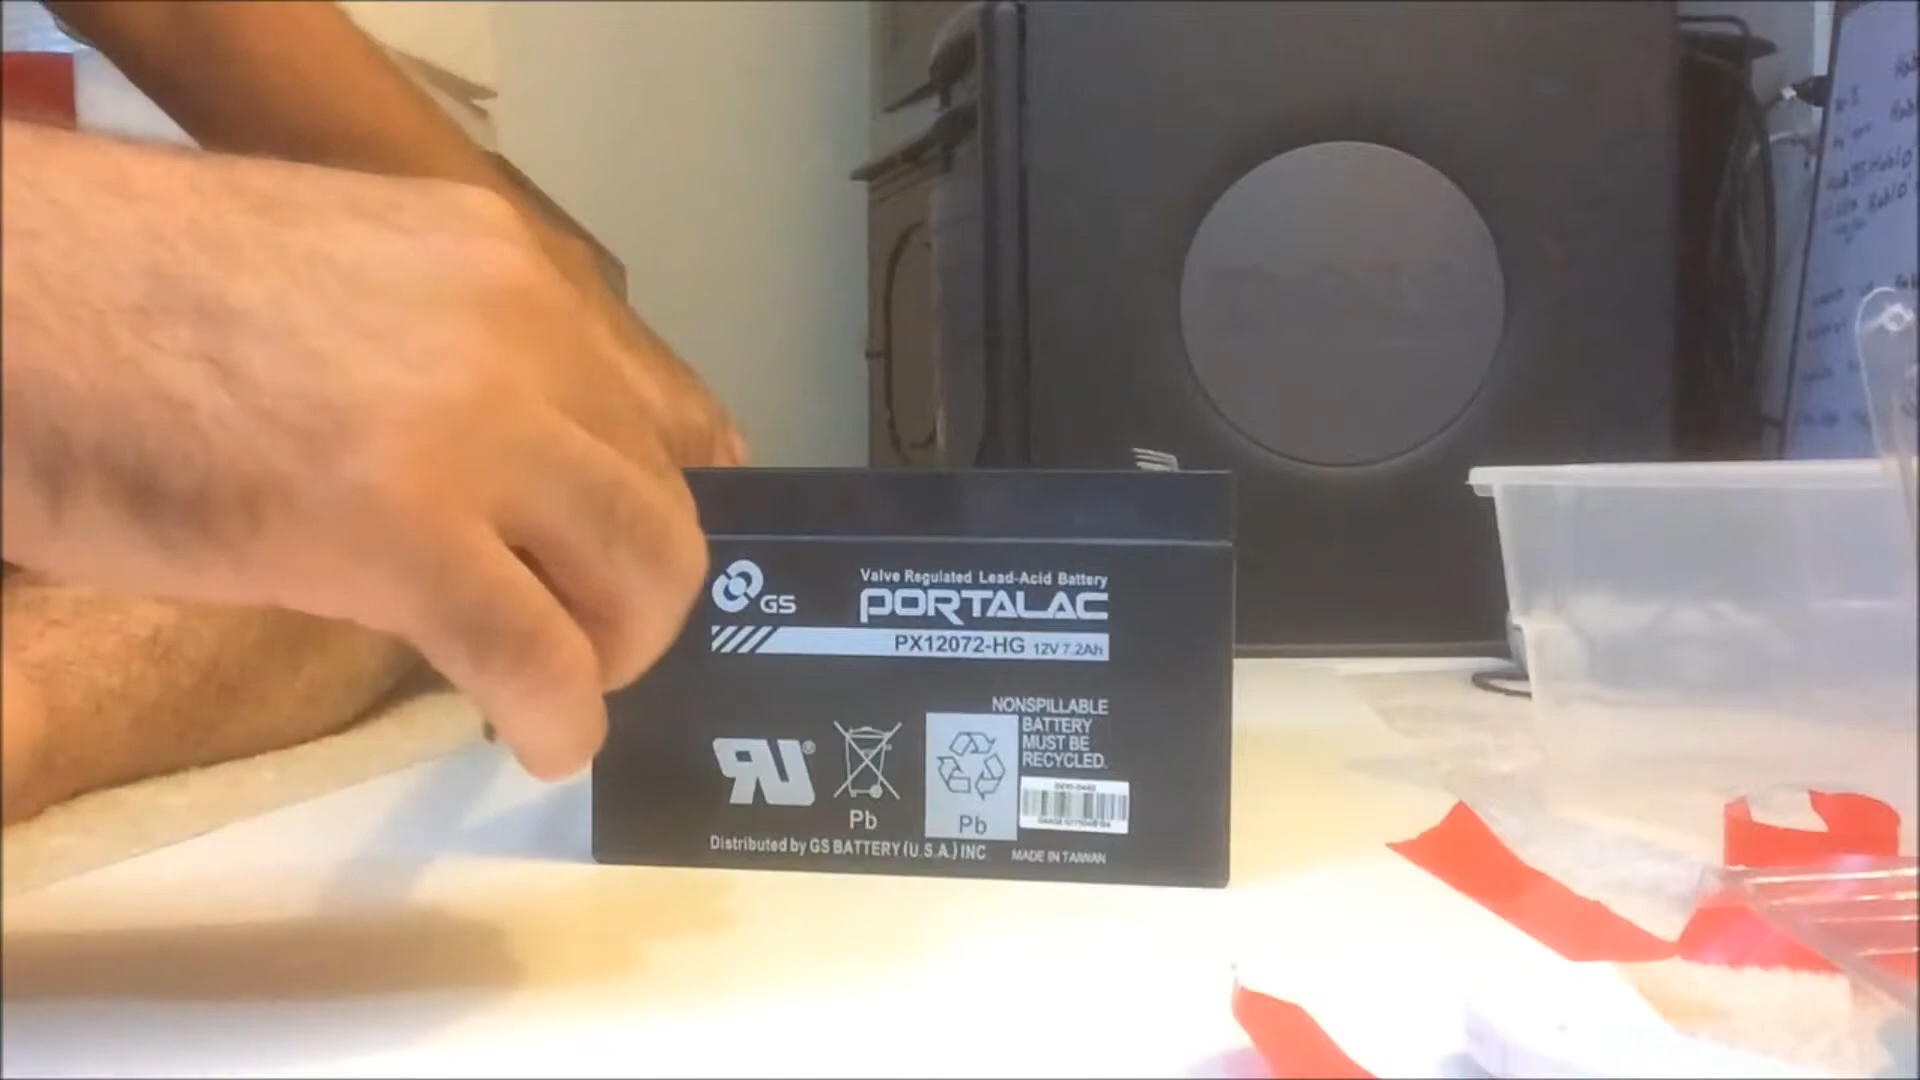 GS
Valve Regulated Lead-Acid Battery
PORTALAC
PX12072-HG 12V 7.2Ah
NONSPILLABLE
BATTERY
MUST BE
RECYCLED.
Pb
Pb
Distributed by GS BATTERY (U.S.A.) INC
MADE IN TAIWAN